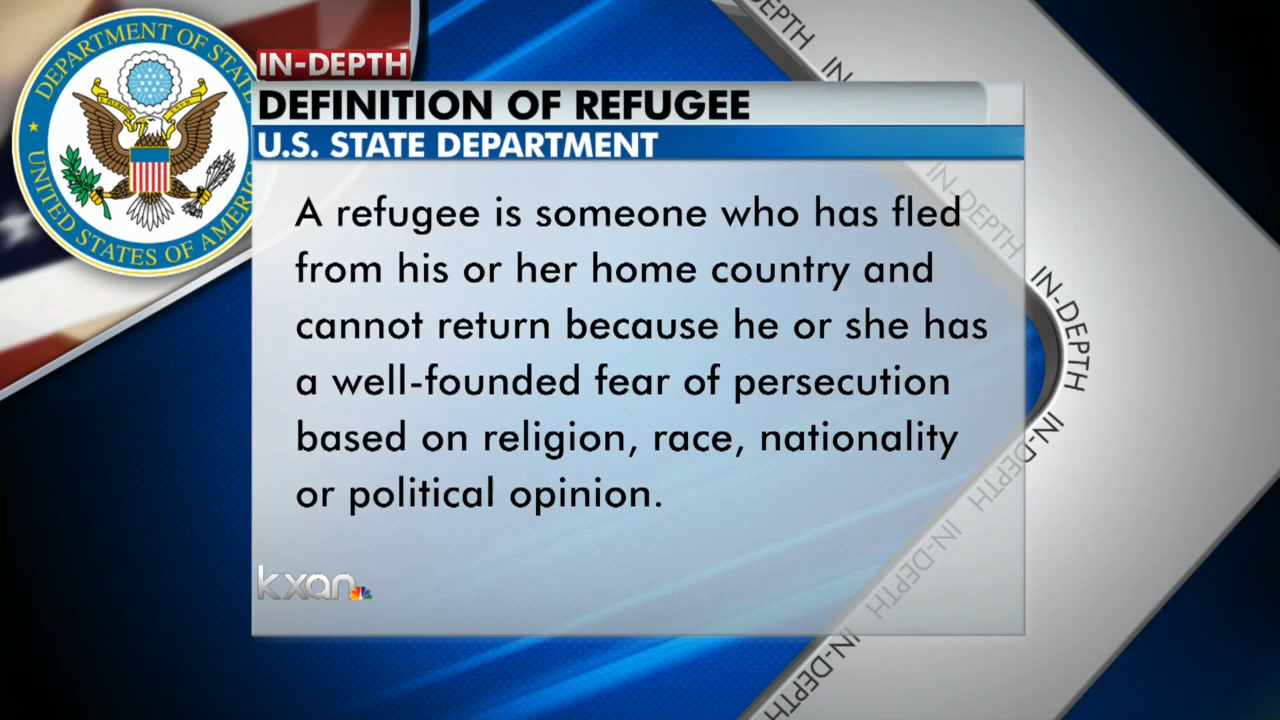 DEPARTMENT OF STATE
UNITED STATES OF AMERICA
IN-DEPTH
DEFINITION OF REFUGEE
U.S. STATE DEPARTMENT
A refugee is someone who has fled
from his or her home country and
cannot return because he or she has
a well-founded fear of persecution
based on religion, race, nationality
or political opinion.
kxan
DEPTH
IN-
IN-DEPTH
IN-DEPTH
IN-
IN-DEPTH
IN-DEPTH
IN-DEPTH